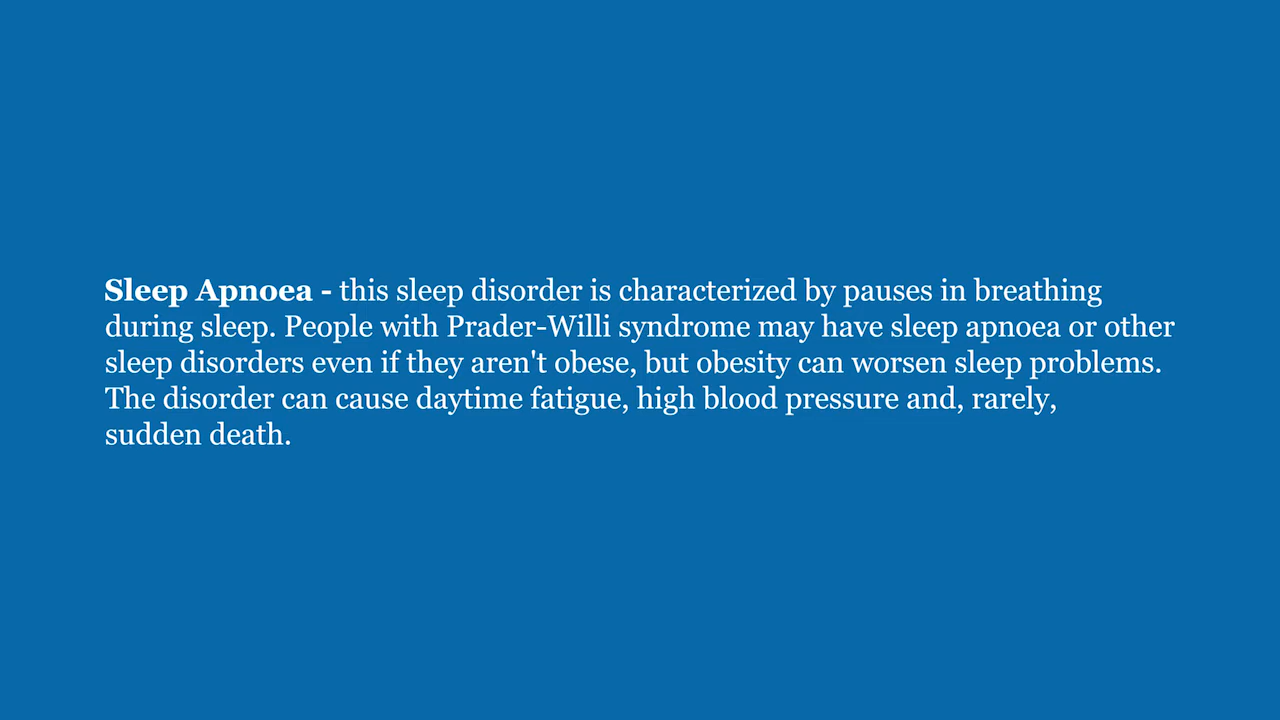 Sleep Apnoea - this sleep disorder is characterized by pauses in breathing
during sleep. People with Prader-Willi syndrome may have sleep apnoea or other
sleep disorders even if they aren't obese, but obesity can worsen sleep problems.
The disorder can cause daytime fatigue, high blood pressure and, rarely,
sudden death.